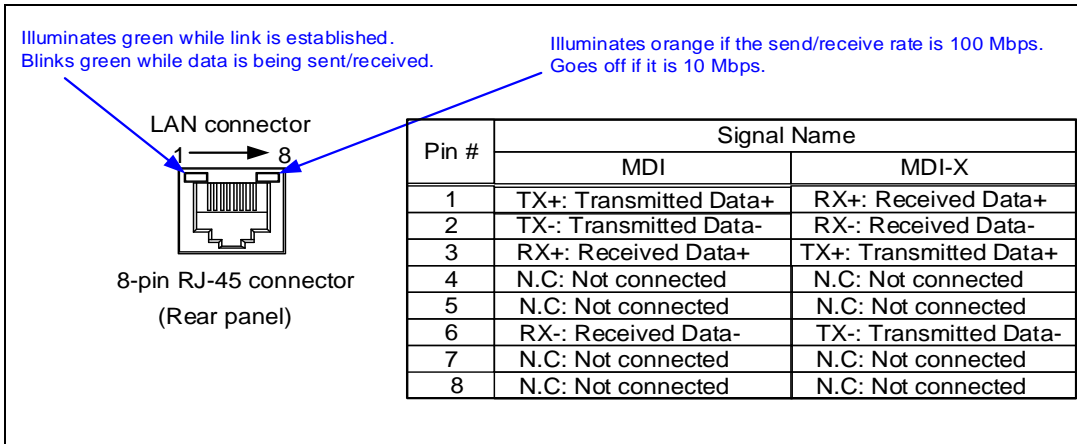 Illuminates green while link is established.
Blinks green while data is being sent/received.
Illuminates orange if the send/receive rate is 100 Mbps.
Goes off if it is 10 Mbps.
LAN connector
1 8
8-pin RJ-45 connector
(Rear panel)
Pin # Signal Name
MDI MDI-X
1 TX+: Transmitted Data+ RX+: Received Data+
2 TX-: Transmitted Data- RX-: Received Data-
3 RX+: Received Data+ TX+: Transmitted Data+
4 N.C: Not connected N.C: Not connected
5 N.C: Not connected N.C: Not connected
6 RX-: Received Data- TX-: Transmitted Data-
7 N.C: Not connected N.C: Not connected
8 N.C: Not connected N.C: Not connected